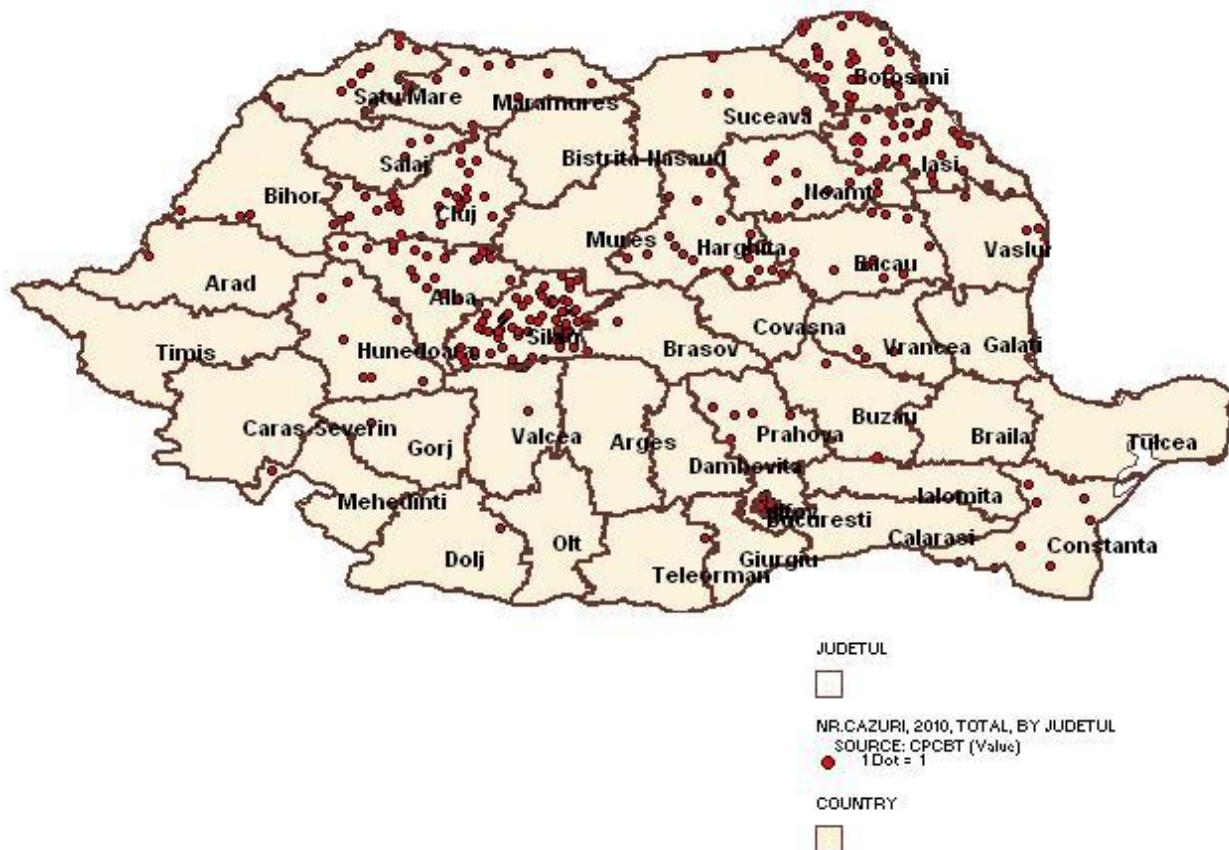 Botosani
Satu Mare
Maramures
Suceava
Iasi
Salaj
Bistrita-Nasaud
Neamt
Bihor
Cluj
Mures
Harghita
Bacau
Vaslui
Arad
Alba
Sibiu
Covasna
Vrancea
Galati
Timis
Hunedoara
Brasov
Caras-Severin
Gorj
Valcea
Arges
Prahova
Buzau
Braila
Tulcea
Dambovita
Mehedinti
Ialomita
Ilfov
Bucuresti
Calarasi
Constanta
Dolj
Olt
Teleorman
Giurgiu
JUDETUL
NR.CAZURI, 2010, TOTAL, BY JUDETUL
SOURCE: CPCBT (Value)
1 Dot = 1
COUNTRY